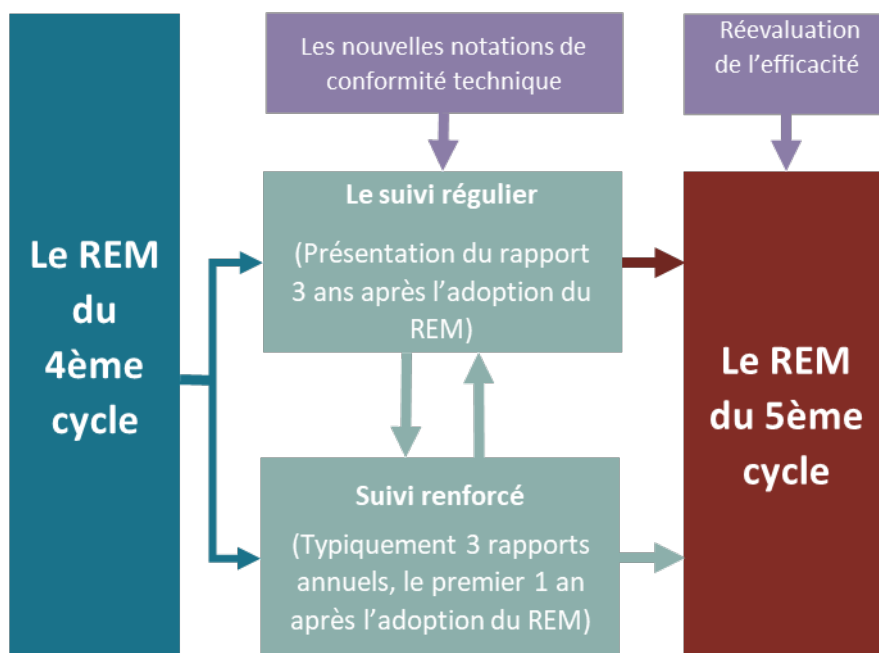 Les nouvelles notations de
conformité technique
Réevaluation
de l’efficacité
Le REM
du
4ème
cycle
Le suivi régulier
(Présentation du rapport
3 ans après l’adoption du
REM)
Suivi renforcé
(Typiquement 3 rapports
annuels, le premier 1 an
après l’adoption du REM)
Le REM
du 5ème
cycle